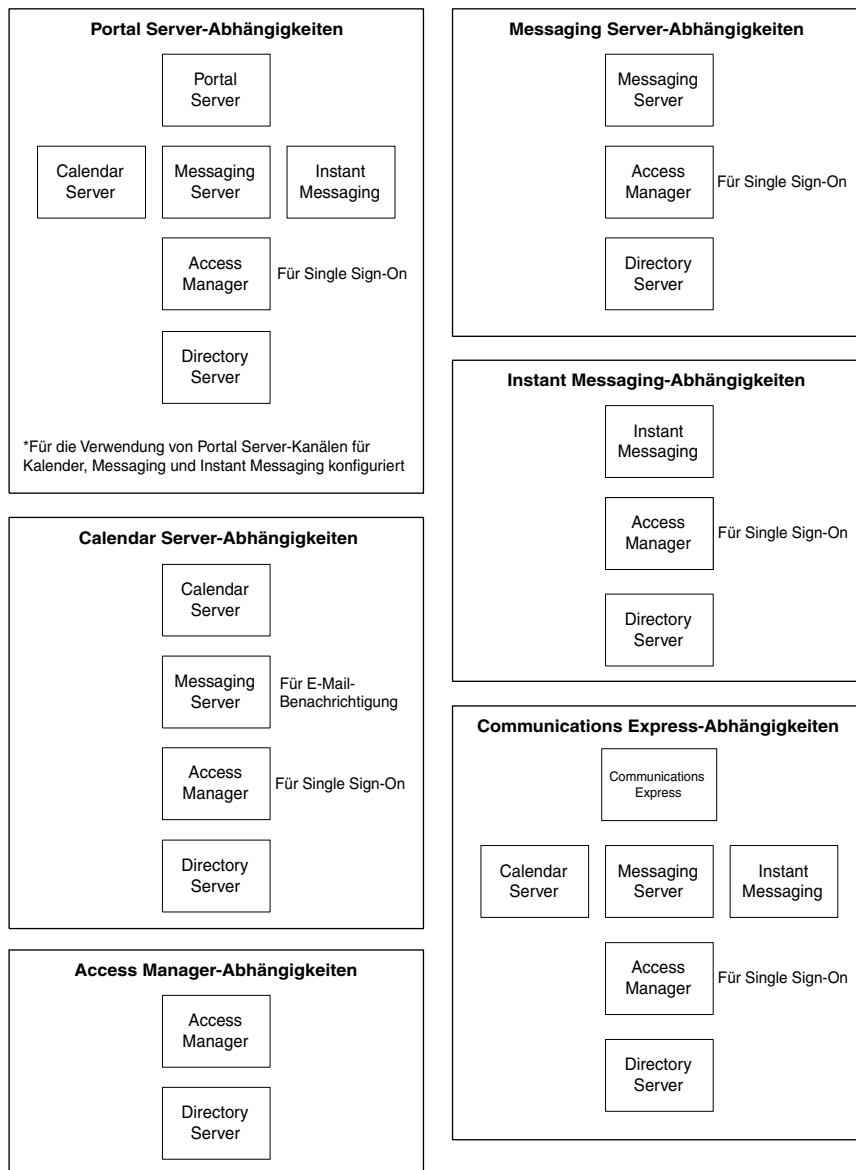 Portal Server-Abhängigkeiten
Portal
Server
Calendar
Server
Messaging
Server
Instant
Messaging
Access
Manager
Für Single Sign-On
Directory
Server
*Für die Verwendung von Portal Server-Kanälen für
Kalender, Messaging und Instant Messaging konfiguriert
Calendar Server-Abhängigkeiten
Calendar
Server
Messaging
Server
Für E-Mail-
Benachrichtigung
Access
Manager
Für Single Sign-On
Directory
Server
Access Manager-Abhängigkeiten
Access
Manager
Directory
Server
Messaging Server-Abhängigkeiten
Messaging
Server
Access
Manager
Für Single Sign-On
Directory
Server
Instant Messaging-Abhängigkeiten
Instant
Messaging
Access
Manager
Für Single Sign-On
Directory
Server
Communications Express-Abhängigkeiten
Communications
Express
Calendar
Server
Messaging
Server
Instant
Messaging
Access
Manager
Für Single Sign-On
Directory
Server